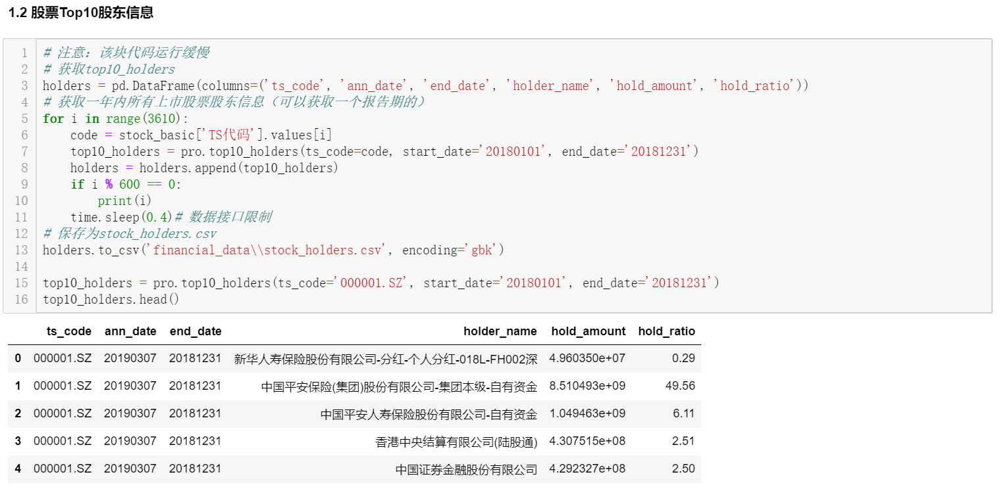 1.2 股票Top10股东信息
1 # 注意：该块代码运行缓慢
2 # 获取top10_holders
3 holders = pd.DataFrame(columns=('ts_code', 'ann_date', 'end_date', 'holder_name', 'hold_amount', 'hold_ratio'))
4 # 获取一年内所有上市股票股东信息（可以获取一个报告期的）
5 for i in range(3610):
6     code = stock_basic['TS代码'].values[i]
7     top10_holders = pro.top10_holders(ts_code=code, start_date='20180101', end_date='20181231')
8     holders = holders.append(top10_holders)
9     if i % 600 == 0:
10         print(i)
11     time.sleep(0.4)# 数据接口限制
12 # 保存为stock_holders.csv
13 holders.to_csv('financial_data\\stock_holders.csv', encoding='gbk')
14
15 top10_holders = pro.top10_holders(ts_code='000001.SZ', start_date='20180101', end_date='20181231')
16 top10_holders.head()
ts_code ann_date end_date holder_name hold_amount hold_ratio
0 000001.SZ 20190307 20181231 新华人寿保险股份有限公司-分红-个人分红-018L-FH002深 4.960350e+07 0.29
1 000001.SZ 20190307 20181231 中国平安保险(集团)股份有限公司-集团本级-自有资金 8.510493e+09 49.56
2 000001.SZ 20190307 20181231 中国平安人寿保险股份有限公司-自有资金 1.049463e+09 6.11
3 000001.SZ 20190307 20181231 香港中央结算有限公司(陆股通) 4.307515e+08 2.51
4 000001.SZ 20190307 20181231 中国证券金融股份有限公司 4.292327e+08 2.50